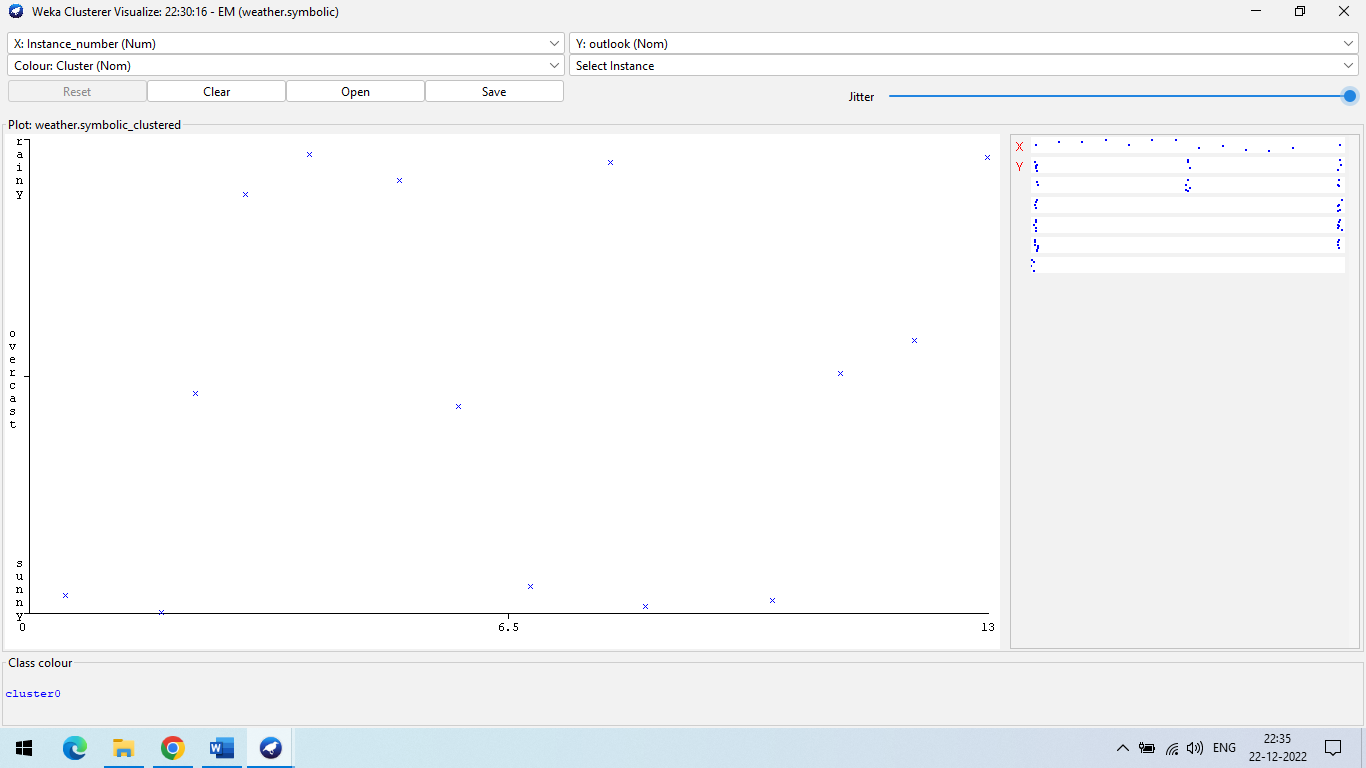 Weka Clusterer Visualize: 22:30:16 - EM (weather.symbolic)
X: Instance_number (Num)
Y: outlook (Nom)
Colour: Cluster (Nom)
Select Instance
Reset
Clear
Open
Save
Jitter
Plot: weather.symbolic_clustered
rainy
overcast
sunny
0
6.5
13
X
Y
Class colour
cluster0
ENG
22:35
22-12-2022